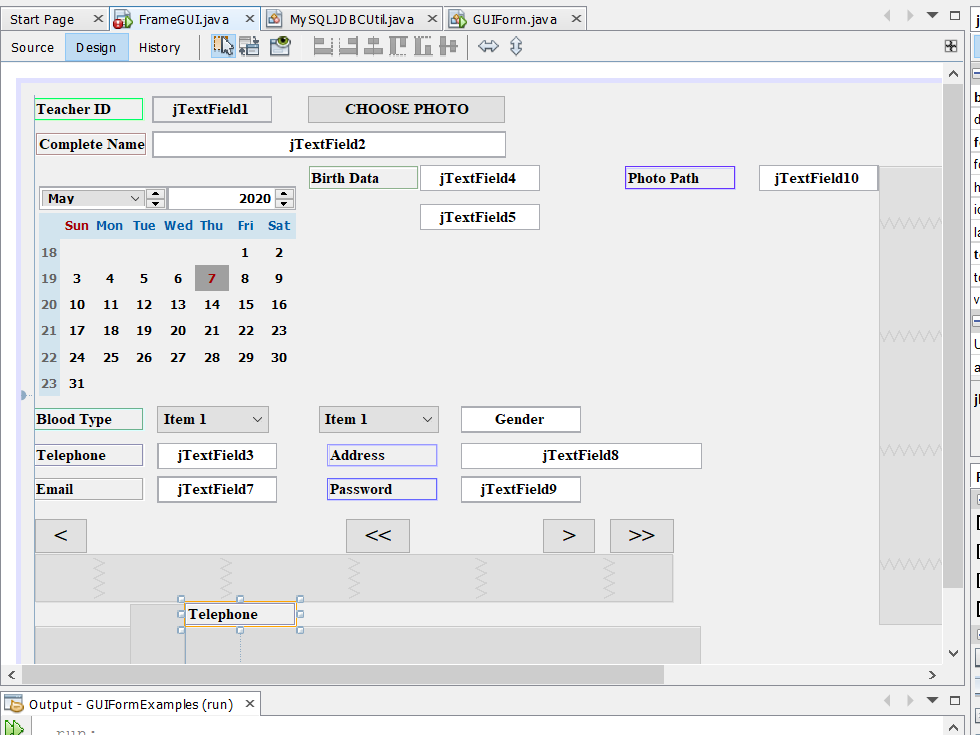 Start Page FrameGUI.java MySQLJDBCUtil.java GUIForm.java
Source Design History
Teacher ID jTextField1 CHOOSE PHOTO
Complete Name jTextField2
Birth Data jTextField4 Photo Path jTextField10
May 2020
jTextField5
Sun Mon Tue Wed Thu Fri Sat
18 1 2
19 3 4 5 6 7 8 9
20 10 11 12 13 14 15 16
21 17 18 19 20 21 22 23
22 24 25 26 27 28 29 30
23 31
Blood Type Item 1 Item 1 Gender
Telephone jTextField3 Address jTextField8
Email jTextField7 Password jTextField9
< << > >>
Telephone
Output - GUIFormExamples (run)
run: